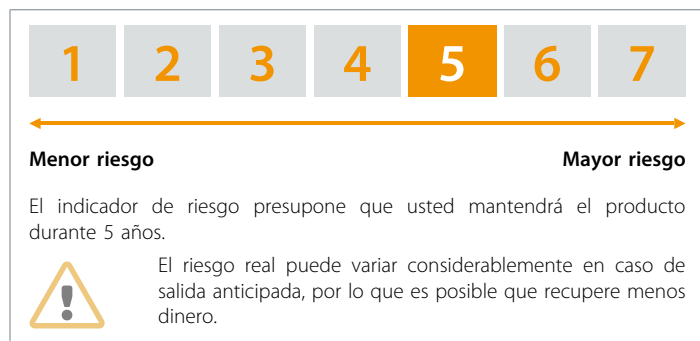 1 2 3 4 5 6 7
Menor riesgo Mayor riesgo
El indicador de riesgo presupone que usted mantendrá el producto
durante 5 años.
El riesgo real puede variar considerablemente en caso de
salida anticipada, por lo que es posible que recupere menos
dinero.